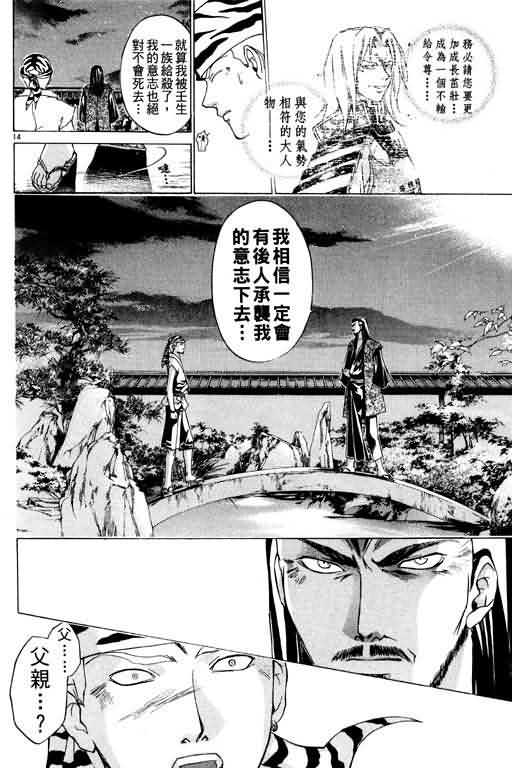 務必請您要更
加成長茁壯…
成為一個不輸
給令尊……
與您的氣勢
相符的大人
物……
就算我被壬生
一族給殺了，
我的意志也絕
對不會死去…
14
噠…
我相信一定會
有後人承襲我
的意志下去…
父……
父親
…?